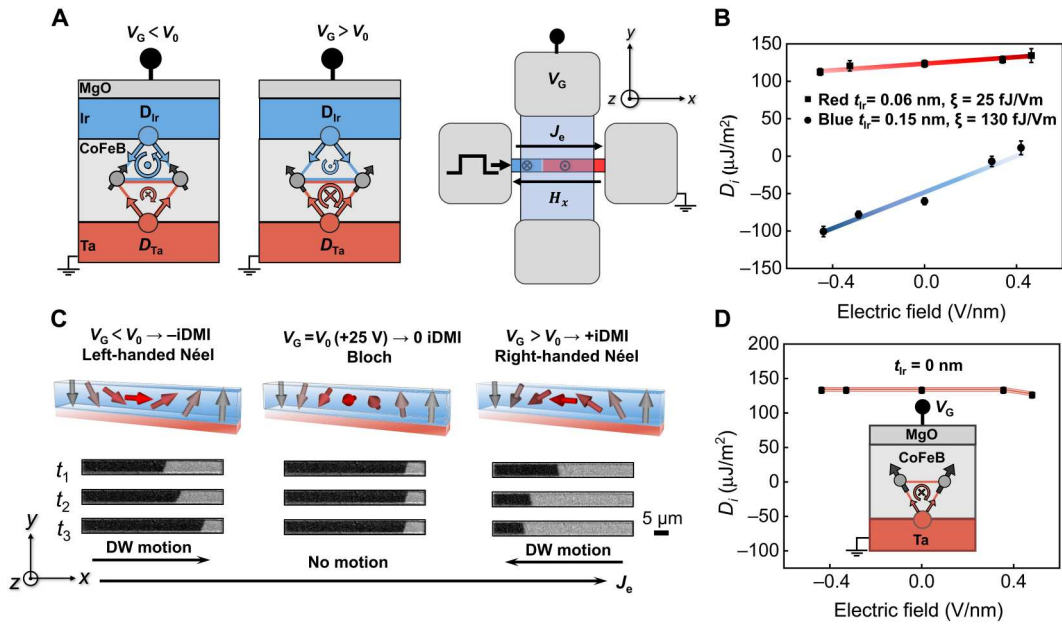 A
V_G < V_0
V_G > V_0
MgO
Ir
D_Ir
CoFeB
Ta
D_Ta
D_Ir
D_Ta
V_G
J_e
H_x
y
z
x
B
D_i (μJ/m²)
150
100
50
0
−50
−100
−150
Red t_Ir= 0.06 nm, ξ = 25 fJ/Vm
Blue t_Ir= 0.15 nm, ξ = 130 fJ/Vm
−0.4
0.0
0.4
Electric field (V/nm)
C
V_G < V_0 → −iDMI
Left-handed Néel
V_G = V_0 (+25 V) → 0 iDMI
Bloch
V_G > V_0 → +iDMI
Right-handed Néel
t_1
t_2
t_3
5 μm
DW motion
No motion
DW motion
y
z
x
J_e
D
D_i (μJ/m²)
200
150
100
50
0
−50
−100
t_Ir = 0 nm
V_G
MgO
CoFeB
Ta
−0.4
0.0
0.4
Electric field (V/nm)